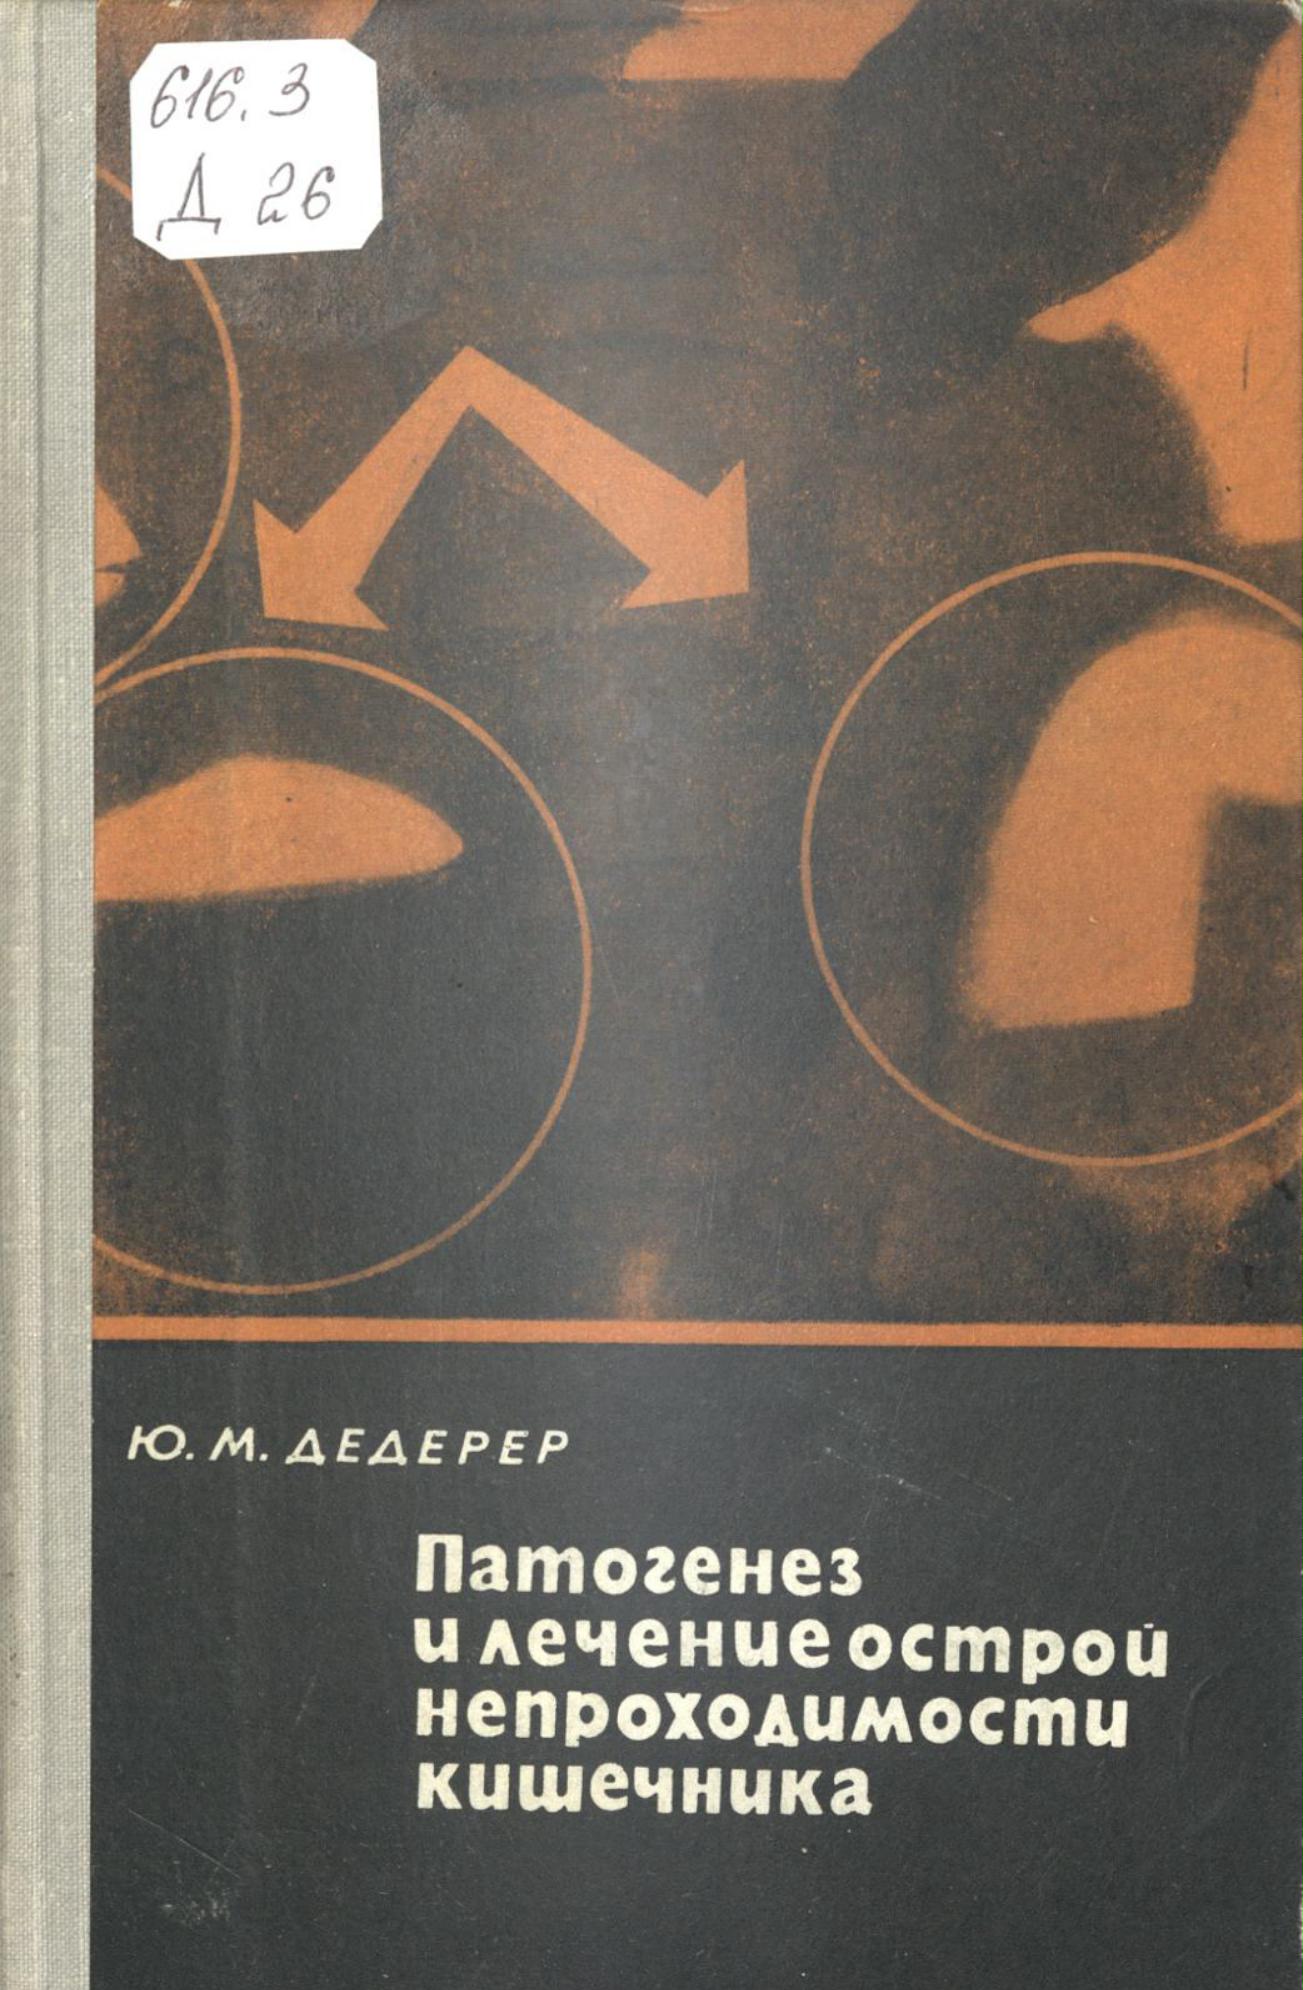 616.3
Д 26
Ю. М. ДЕДЕРЕР
Патогенез
и лечение острой
непроходимости
кишечника